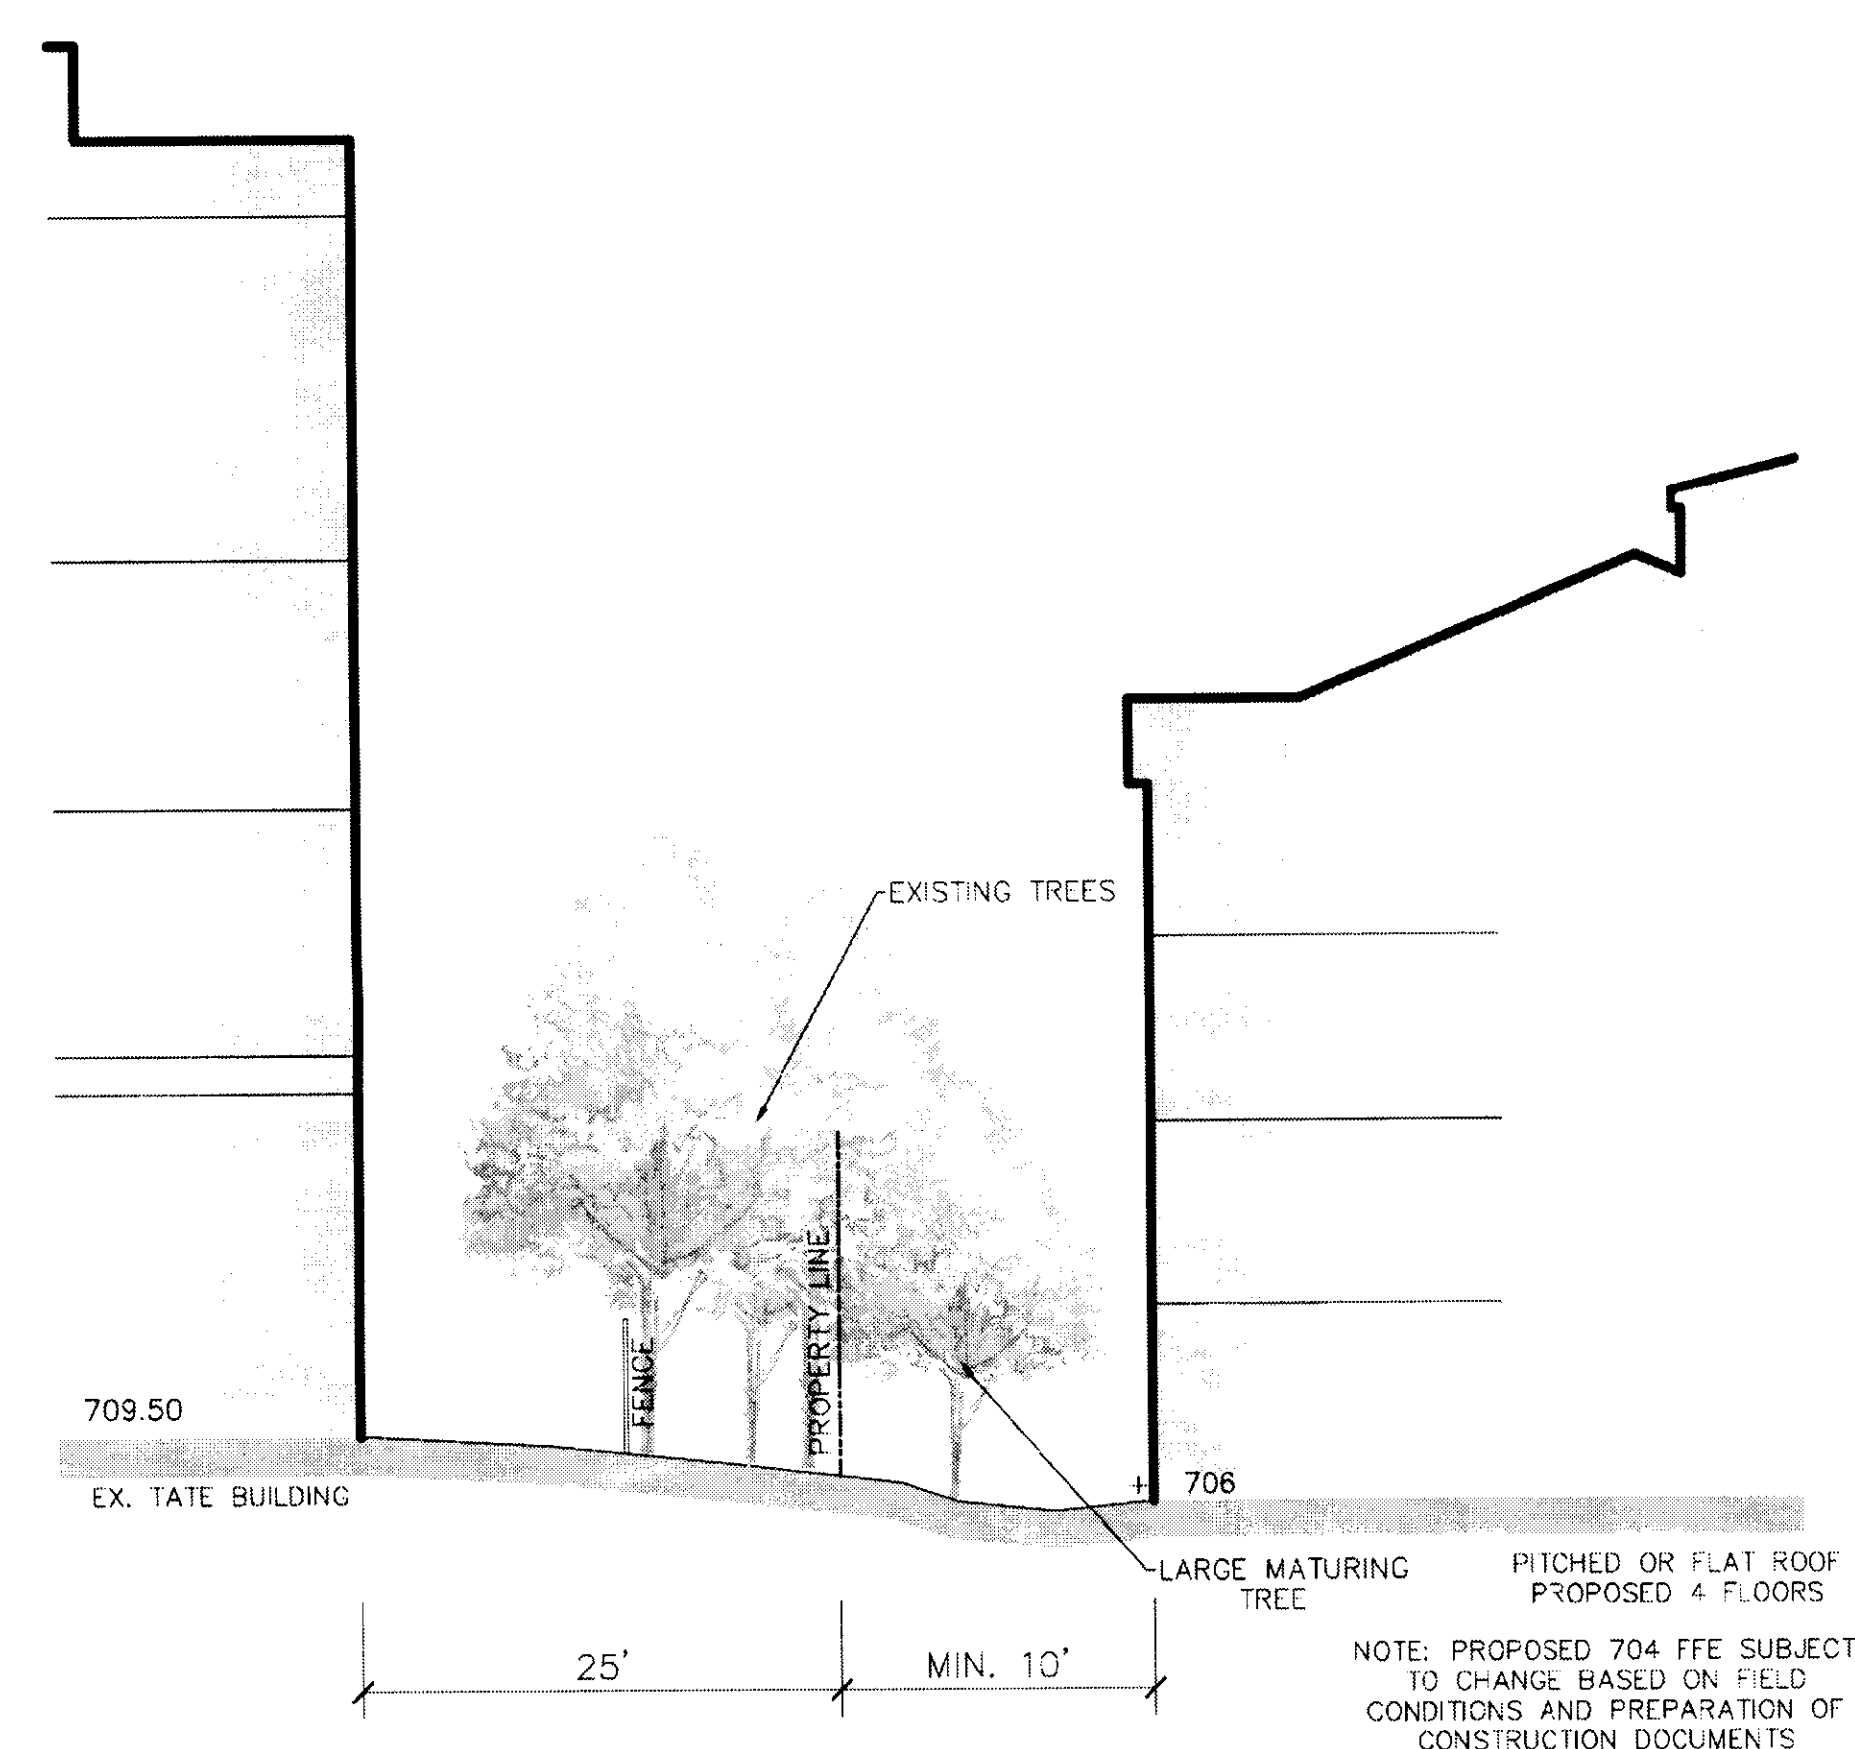 EXISTING TREES
FENCE
PROPERTY LINE
709.50
EX. TATE BUILDING
+ 706
LARGE MATURING
TREE
PITCHED OR FLAT ROOF
PROPOSED 4 FLOORS
25'
MIN. 10'
NOTE: PROPOSED 704 FFE SUBJECT
TO CHANGE BASED ON FIELD
CONDITIONS AND PREPARATION OF
CONSTRUCTION DOCUMENTS